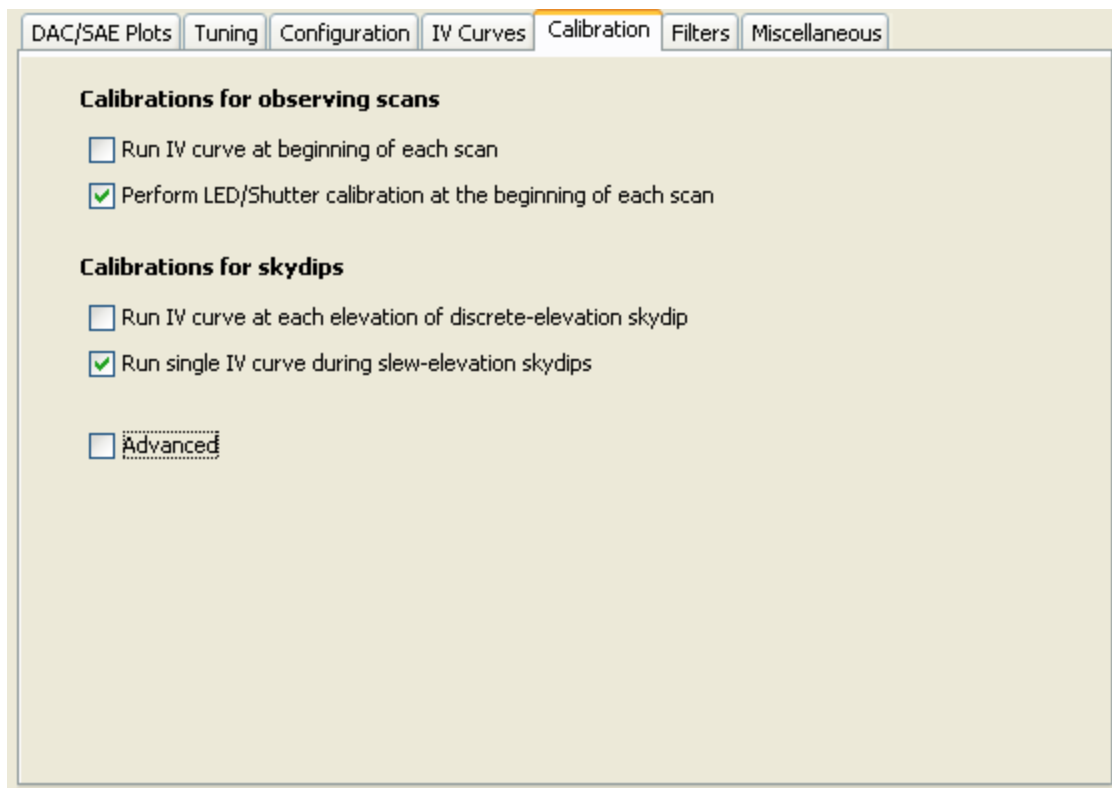 DAC/SAE Plots Tuning Configuration IV Curves Calibration Filters Miscellaneous
Calibrations for observing scans
Run IV curve at beginning of each scan
Perform LED/Shutter calibration at the beginning of each scan
Calibrations for skydips
Run IV curve at each elevation of discrete-elevation skydip
Run single IV curve during slew-elevation skydips
Advanced